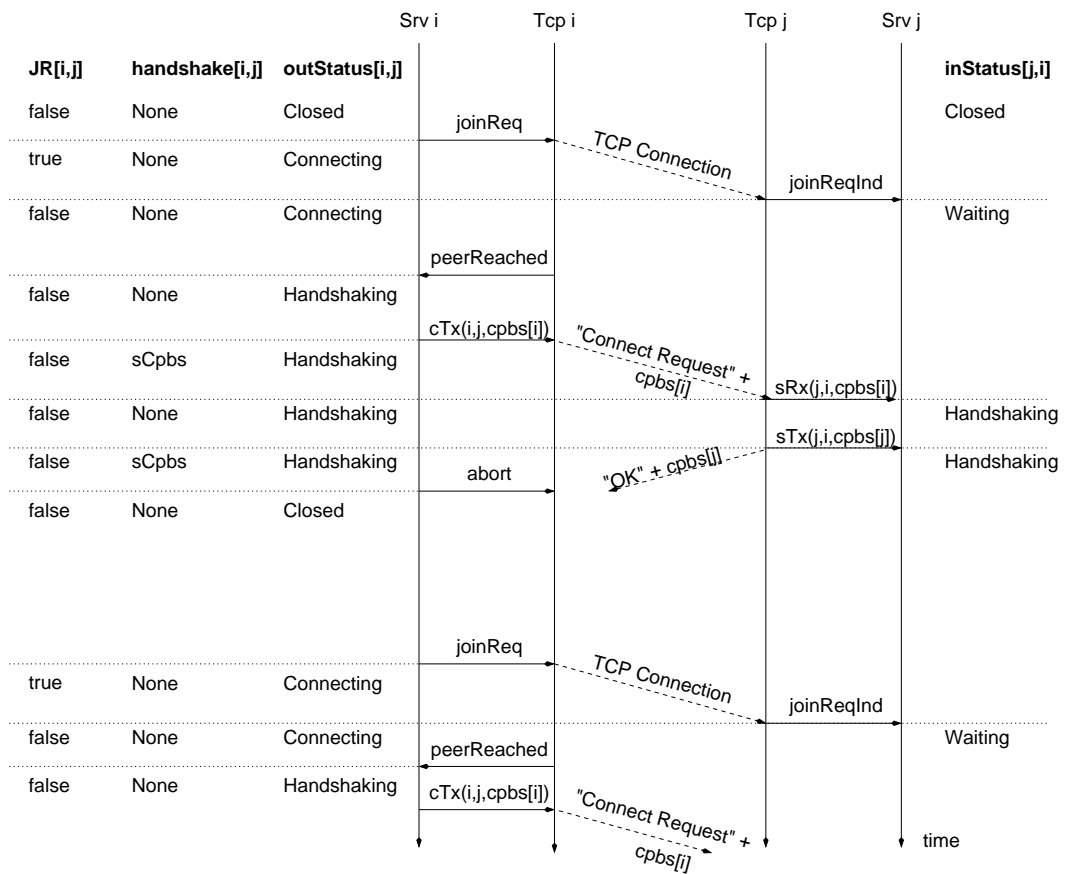 Srv i Tcp i Tcp j Srv j
JR[i,j] handshake[i,j] outStatus[i,j] inStatus[j,i]
false None Closed Closed
joinReq
TCP Connection
true None Connecting
joinReqInd
false None Connecting Waiting
peerReached
false None Handshaking
cTx(i,j,cpbs[i])
"Connect Request" +
cpbs[i]
false sCpbs Handshaking
sRx(j,i,cpbs[i])
false None Handshaking Handshaking
sTx(j,i,cpbs[j])
false sCpbs Handshaking Handshaking
"OK" + cpbs[j]
abort
false None Closed
joinReq
TCP Connection
true None Connecting
joinReqInd
false None Connecting Waiting
peerReached
false None Handshaking
cTx(i,j,cpbs[i])
"Connect Request" +
cpbs[i]
time